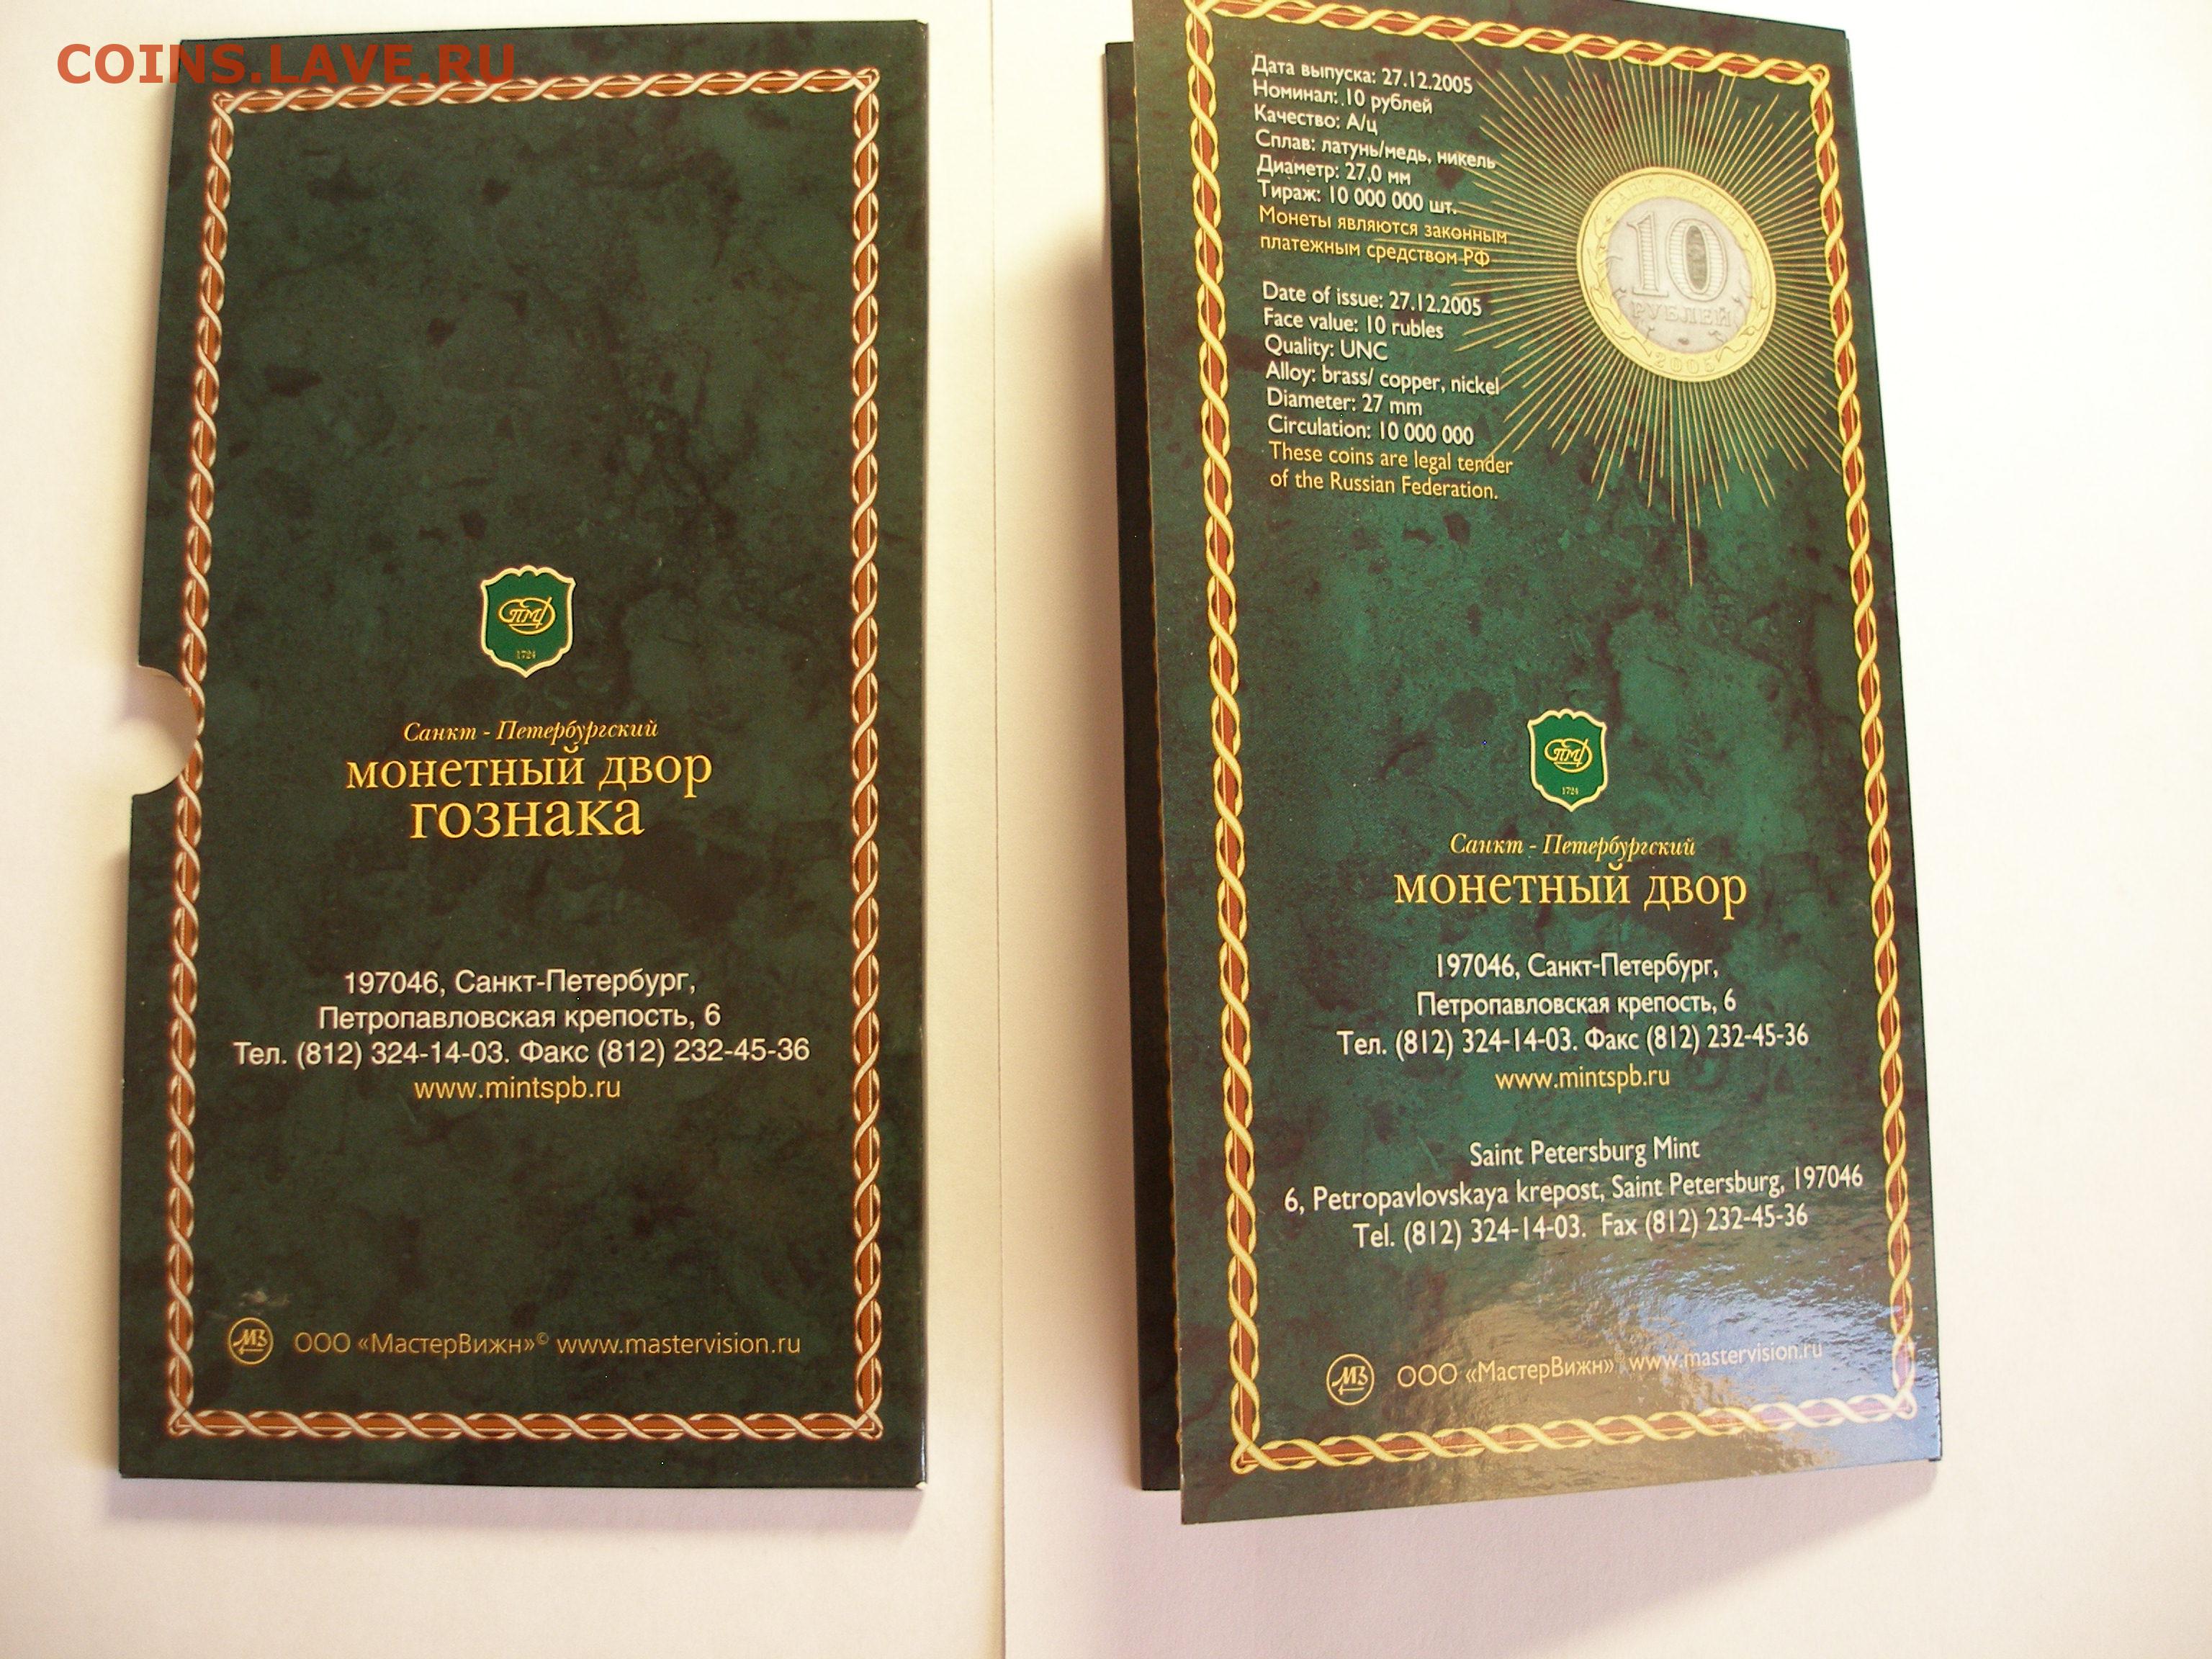 COINS.LAVE.RU
СПМД
1724
Санкт - Петербургский
монетный двор
гознака
197046, Санкт-Петербург,
Петропавловская крепость, 6
Тел. (812) 324-14-03. Факс (812) 232-45-36
www.mintspb.ru
ООО «МастерВижн»© www.mastervision.ru
Дата выпуска: 27.12.2005
Номинал: 10 рублей
Качество: А/ц
Сплав: латунь/медь, никель
Диаметр: 27,0 мм
Тираж: 10 000 000 шт.
Монеты являются законным
платежным средством РФ
Date of issue: 27.12.2005
Face value: 10 rubles
Quality: UNC
Alloy: brass/ copper, nickel
Diameter: 27 mm
Circulation: 10 000 000
These coins are legal tender
of the Russian Federation.
10
РУБЛЕЙ
2005
СПМД
1724
Санкт - Петербургский
монетный двор
197046, Санкт-Петербург,
Петропавловская крепость, 6
Тел. (812) 324-14-03. Факс (812) 232-45-36
www.mintspb.ru
Saint Petersburg Mint
6, Petropavlovskaya krepost, Saint Petersburg, 197046
Tel. (812) 324-14-03. Fax (812) 232-45-36
ООО «МастерВижн»© www.mastervision.ru